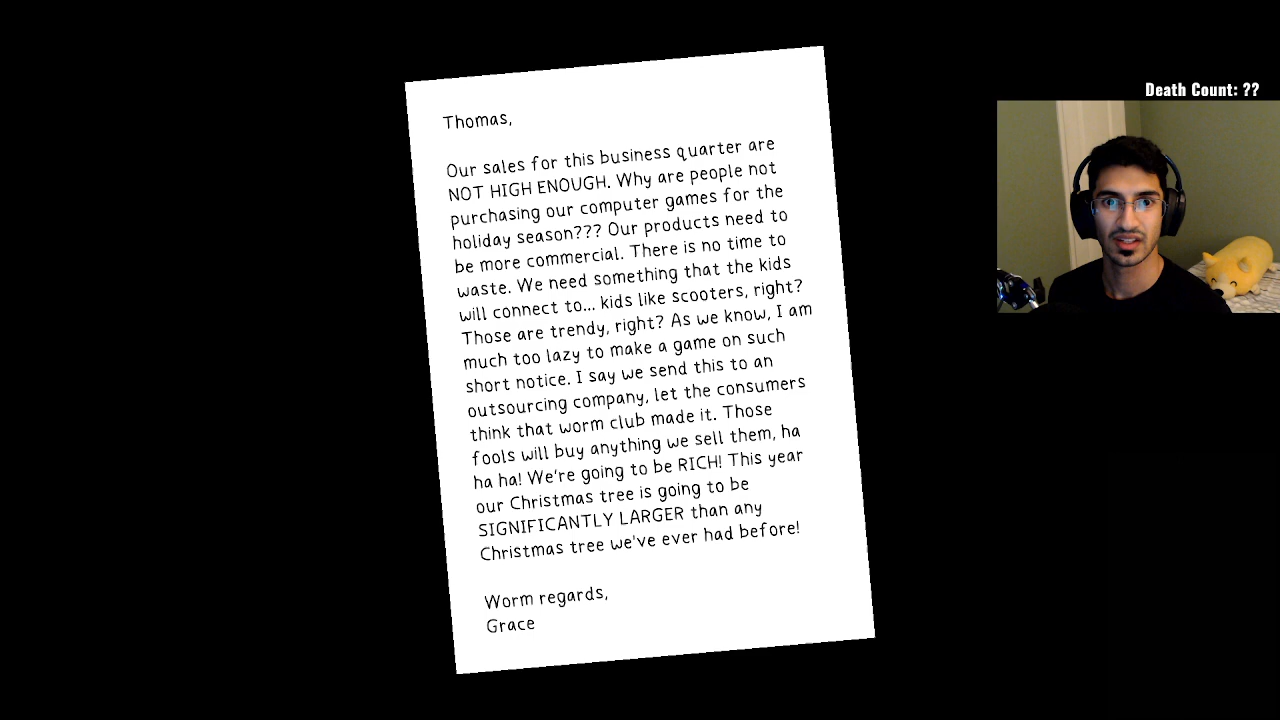 Death Count: ??
Thomas,
Our sales for this business quarter are
NOT HIGH ENOUGH. Why are people not
purchasing our computer games for the
holiday season??? Our products need to
be more commercial. There is no time to
waste. We need something that the kids
will connect to... kids like scooters, right?
Those are trendy, right? As we know, I am
much too lazy to make a game on such
short notice. I say we send this to an
outsourcing company, let the consumers
think that worm club made it. Those
fools will buy anything we sell them, ha
ha ha! We're going to be RICH! This year
our Christmas tree is going to be
SIGNIFICANTLY LARGER than any
Christmas tree we've ever had before!
Worm regards,
Grace